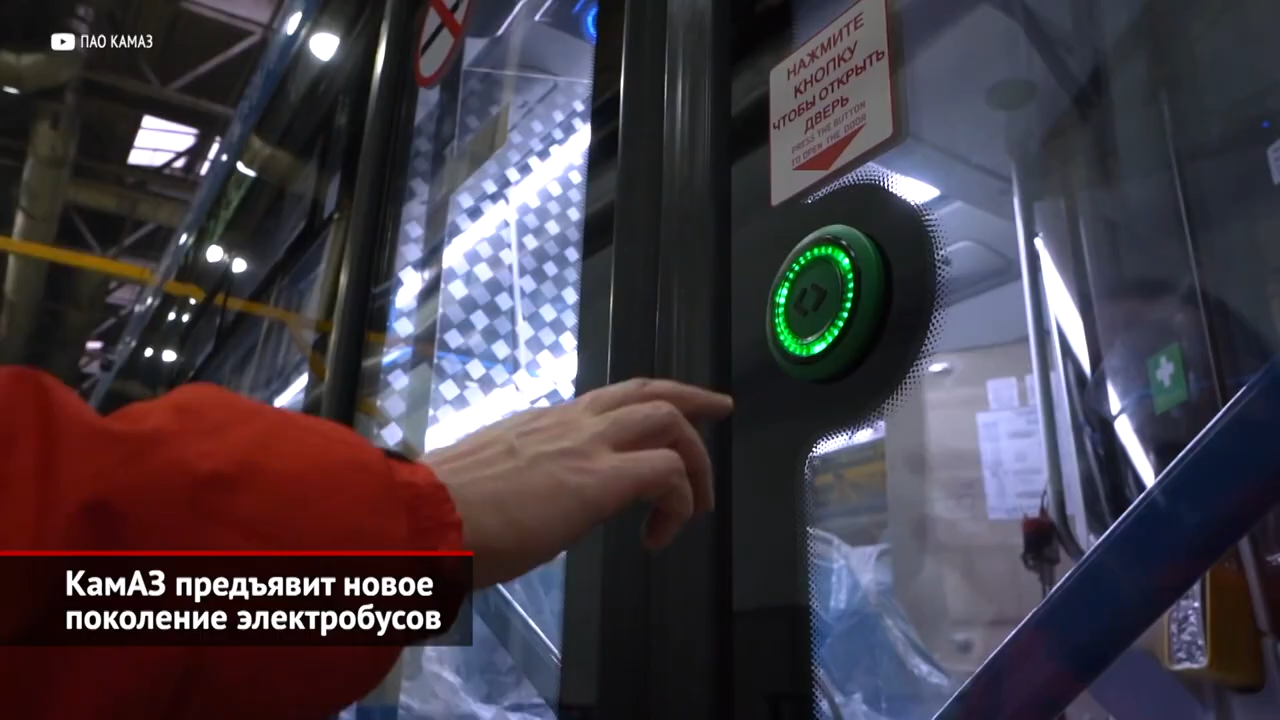 ПАО КАМАЗ
НАЖМИТЕ
КНОПКУ
ЧТОБЫ ОТКРЫТЬ
ДВЕРЬ
PRESS THE BUTTON
TO OPEN THE DOOR
КамАЗ предъявит новое
поколение электробусов